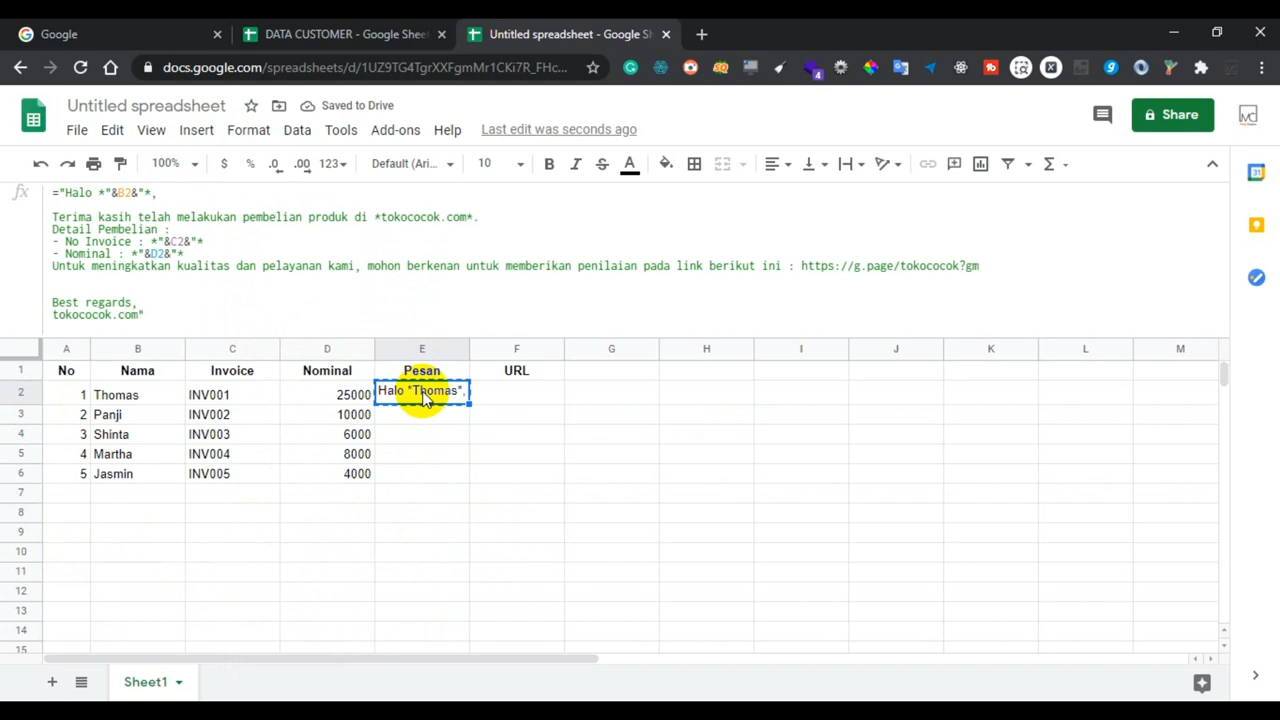 Google
DATA CUSTOMER - Google Shee
Untitled spreadsheet - Google Sh
docs.google.com/spreadsheets/d/1UZ9TG4TgrXXFgmMr1CKi7R_FHc...
4
Untitled spreadsheet
Saved to Drive
File Edit View Insert Format Data Tools Add-ons Help Last edit was seconds ago
Share
100% $ % .0 .00 123 Default (Ari... 10 B I S A
31
fx
="Halo *"&B2&"*,
Terima kasih telah melakukan pembelian produk di *tokococok.com*.
Detail Pembelian :
- No Invoice : *"&C2&"*
- Nominal : *"&D2&"*
Untuk meningkatkan kualitas dan pelayanan kami, mohon berkenan untuk memberikan penilaian pada link berikut ini : https://g.page/tokococok?gm
Best regards,
tokococok.com"
A B C D E F G H I J K L M
1 No Nama Invoice Nominal Pesan URL
2 1 Thomas INV001 25000 Halo *Thomas*,
3 2 Panji INV002 10000
4 3 Shinta INV003 6000
5 4 Martha INV004 8000
6 5 Jasmin INV005 4000
7
8
9
10
11
12
13
14
15
Sheet1